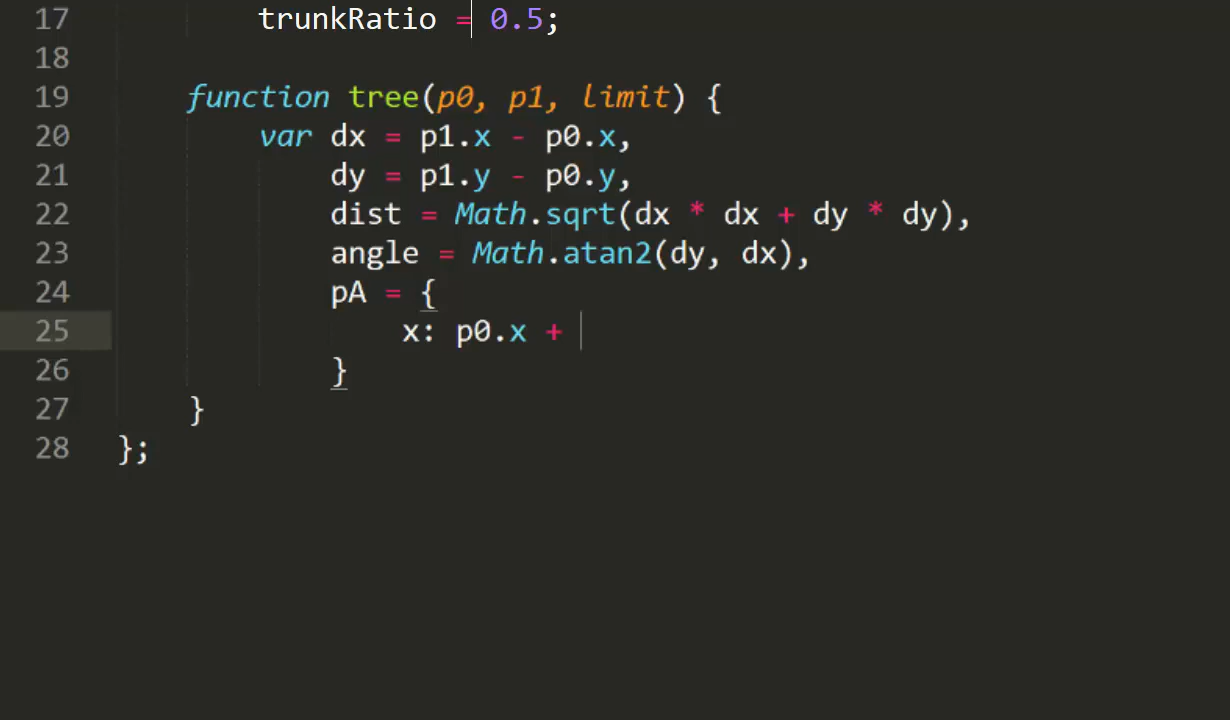 17 trunkRatio = 0.5;
18
19 function tree(p0, p1, limit) {
20 var dx = p1.x - p0.x,
21 dy = p1.y - p0.y,
22 dist = Math.sqrt(dx * dx + dy * dy),
23 angle = Math.atan2(dy, dx),
24 pA = {
25 x: p0.x +
26 }
27 }
28 };